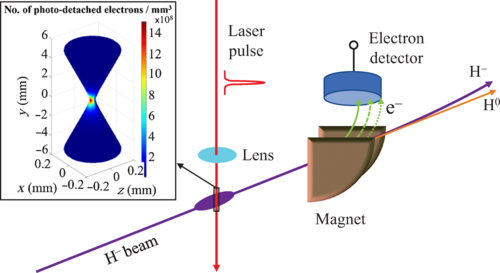 No. of photo-detached electrons / mm³
×10⁸
14
12
10
8
6
4
2
6
4
2
0
-2
-4
-6
y (mm)
0.2
0
-0.2
x (mm)
-0.2
0
0.2
z (mm)
Laser
pulse
Lens
H⁻ beam
Electron
detector
e⁻
Magnet
H⁻
H⁰